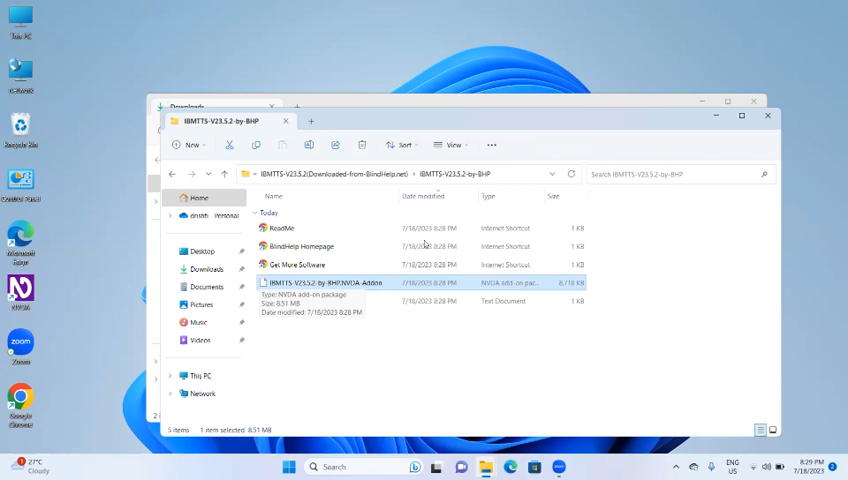 This PC
Network
Recycle Bin
Control Panel
Microsoft Edge
NVDA
Zoom
Google Chrome
Downloads
IBMTTS-V23.5.2-by-BHP
New
Sort
View
IBMTTS-V23.5.2(Downloaded-from-BlindHelp.net) › IBMTTS-V23.5.2-by-BHP
Search IBMTTS-V23.5.2-by-BHP
Home
drishti Personal
Desktop
Downloads
Documents
Pictures
Music
Videos
This PC
Network
Name Date modified Type Size
Today
ReadMe 7/18/2023 8:28 PM Internet Shortcut 1 KB
BlindHelp Homepage 7/18/2023 8:28 PM Internet Shortcut 1 KB
Get More Software 7/18/2023 8:28 PM Internet Shortcut 1 KB
IBMTTS-V23.5.2-by-BHP.NVDA-Addon 7/18/2023 8:28 PM NVDA add-on pac... 8,718 KB
7/18/2023 8:28 PM Text Document 1 KB
Type: NVDA add-on package
Size: 8.51 MB
Date modified: 7/18/2023 8:28 PM
5 items 1 item selected 8.51 MB
27°C
Cloudy
Search
ENG
US
8:29 PM
7/18/2023
2